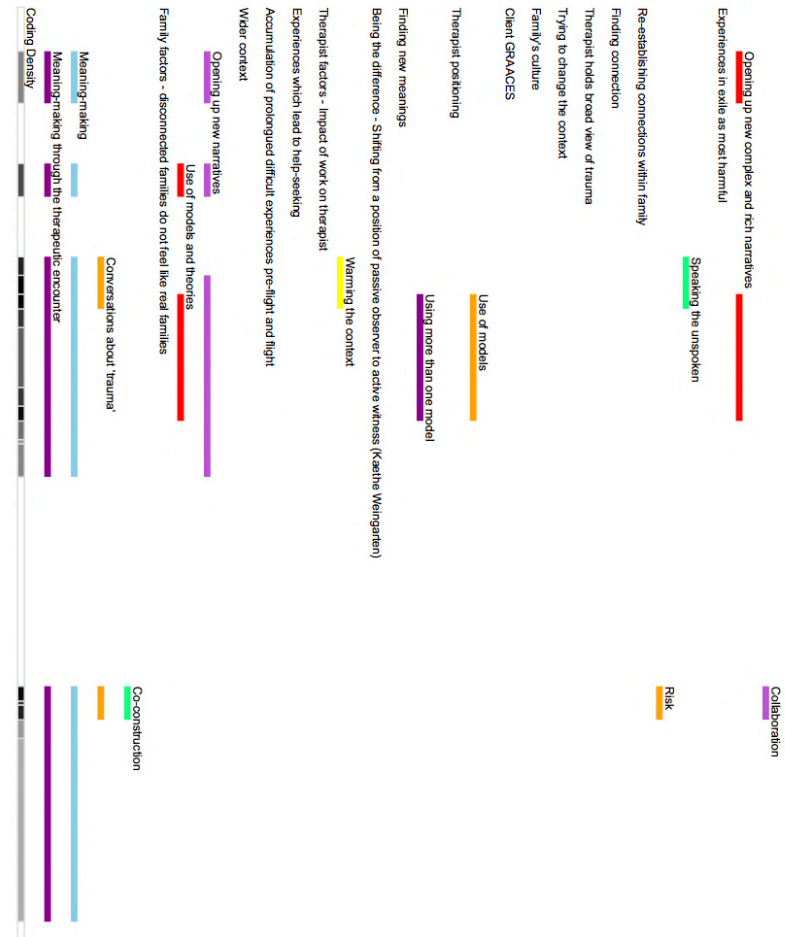 Collaboration
Opening up new complex and rich narratives
Experiences in exile as most harmful
Speaking the unspoken
Risk
Re-establishing connections within family
Finding connection
Therapist holds broad view of trauma
Trying to change the context
Family's culture
Client GRAACES
Use of models
Therapist positioning
Using more than one model
Finding new meanings
Being the difference - Shifting from a position of passive observer to active witness (Kaethe Weingarten)
Warming the context
Therapist factors - Impact of work on therapist
Experiences which lead to help-seeking
Accumulation of prolongued difficult experiences pre-flight and flight
Wider context
Opening up new narratives
Use of models and theories
Family factors - disconnected families do not feel like real families
Co-construction
Conversations about 'trauma'
Meaning-making
Meaning-making through the therapeutic encounter
Coding Density